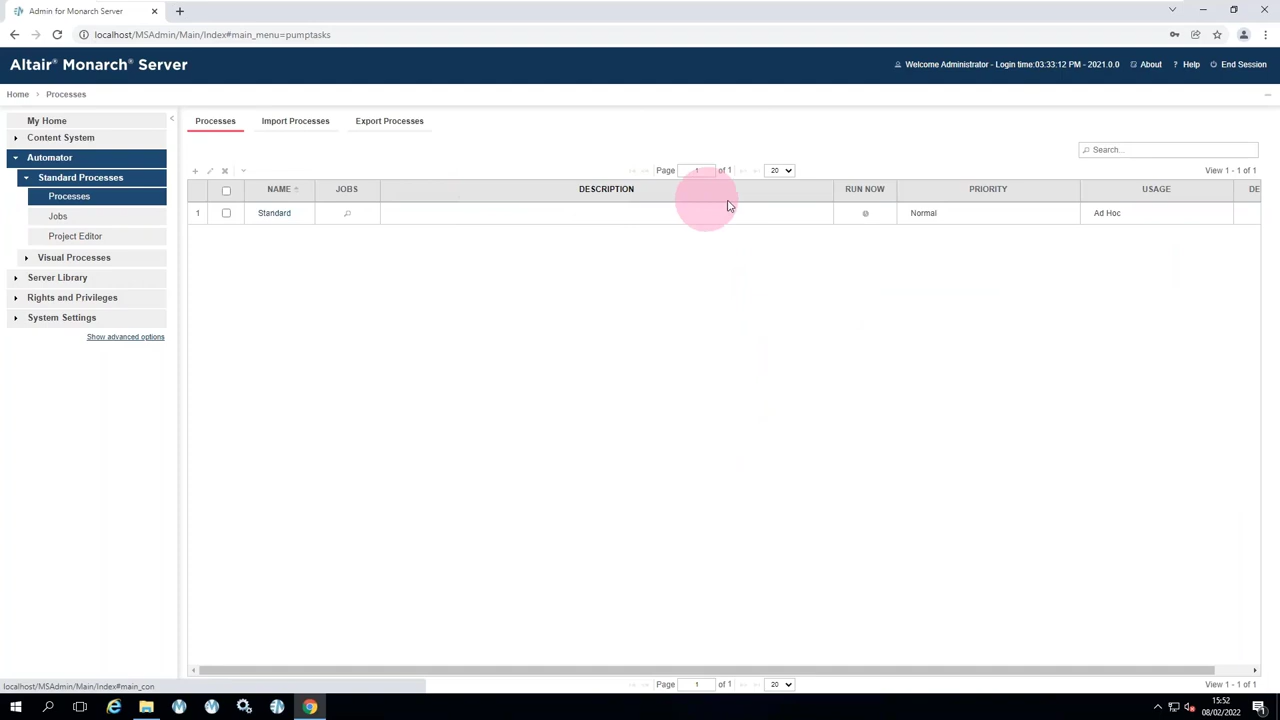 Admin for Monarch Server
localhost/MSAdmin/Main/Index#main_menu=pumptasks
Altair® Monarch® Server
Welcome Administrator - Login time:03:33:12 PM - 2021.0.0
About
? Help
End Session
Home > Processes
My Home
Content System
Automator
Standard Processes
Processes
Jobs
Project Editor
Visual Processes
Server Library
Rights and Privileges
System Settings
Show advanced options
Processes
Import Processes
Export Processes
Search...
Page 1 of 1
20
View 1 - 1 of 1
NAME JOBS DESCRIPTION RUN NOW PRIORITY USAGE DE
1 Standard Normal Ad Hoc
Page 1 of 1
20
View 1 - 1 of 1
localhost/MSAdmin/Main/Index#main_con
15:52
08/02/2022
1